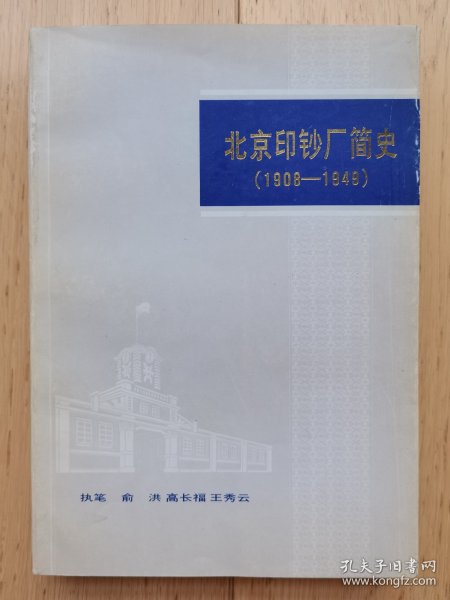 北京印钞厂简史
(1908—1949)
执笔 俞 洪 高长福 王秀云
孔夫子旧书网
www.kongfz.com